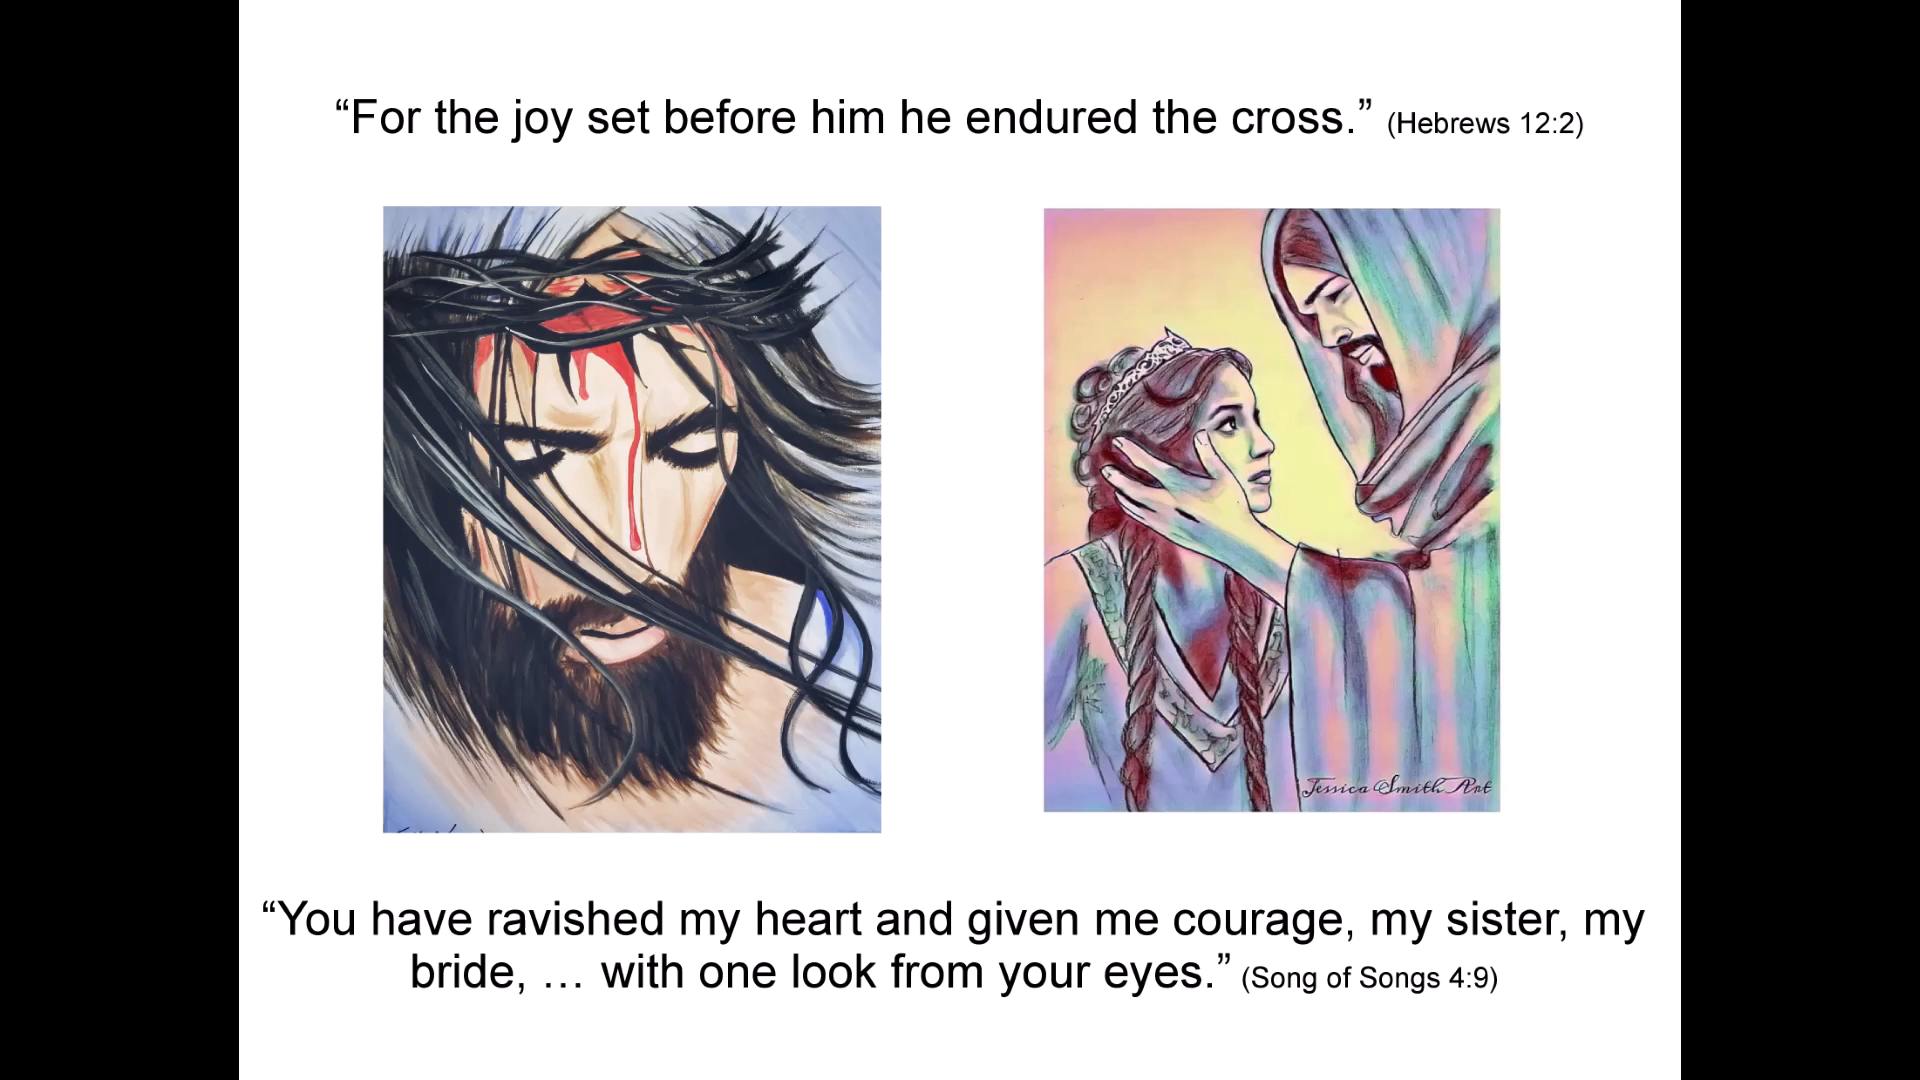 “For the joy set before him he endured the cross.” (Hebrews 12:2)
Jessica Smith Art
“You have ravished my heart and given me courage, my sister, my
bride, … with one look from your eyes.” (Song of Songs 4:9)